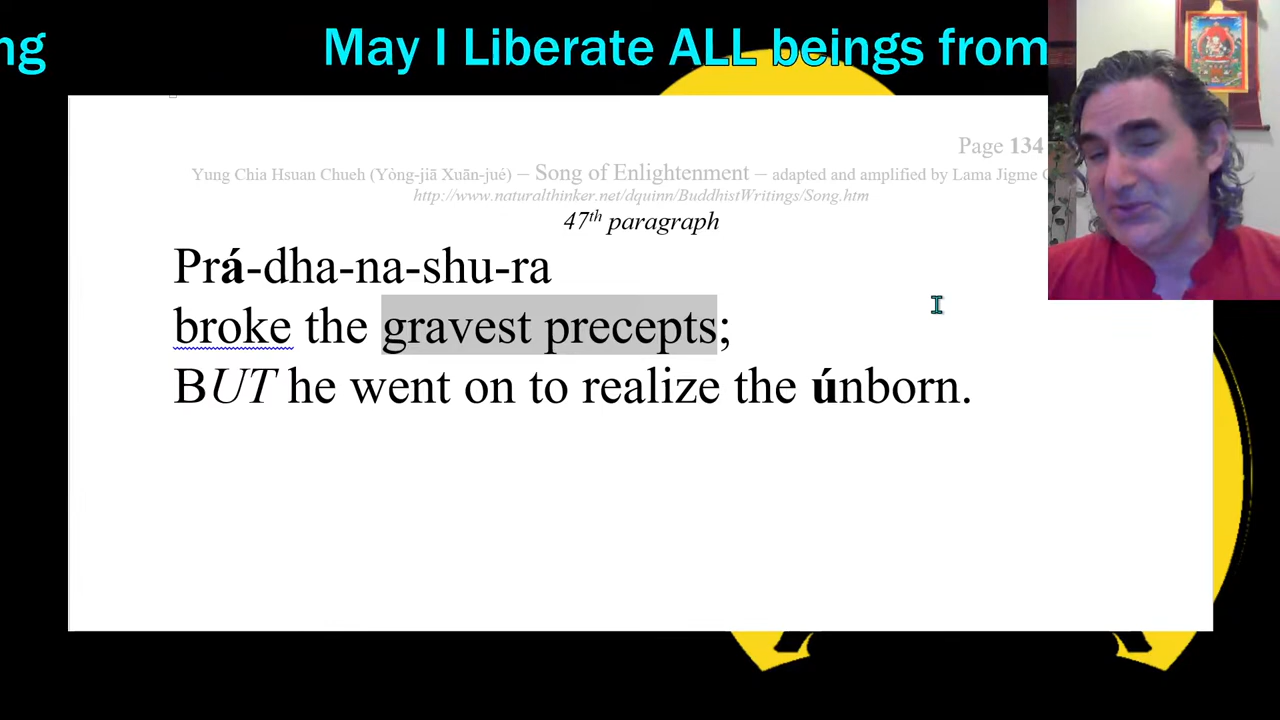 ng May I Liberate ALL beings from
Page 134
Yung Chia Hsuan Chueh (Yòng-jiā Xuān-jué) – Song of Enlightenment – adapted and amplified by Lama Jigme
http://www.naturalthinker.net/dquinn/BuddhistWritings/Song.htm
47th paragraph
Prá-dha-na-shu-ra
broke the gravest precepts;
BUT he went on to realize the únborn.